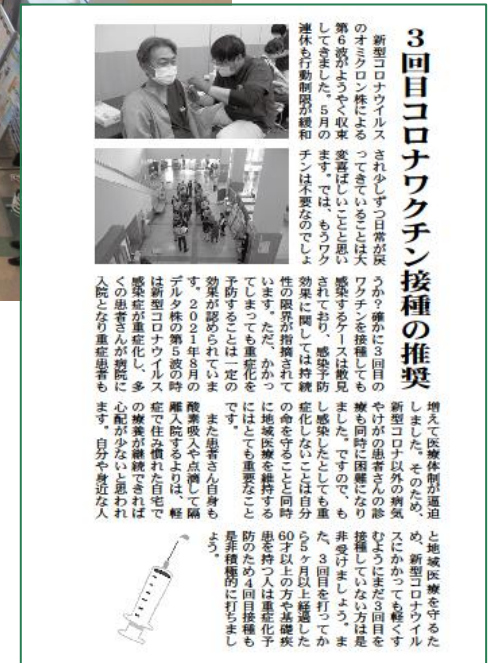 3回目コロナワクチン接種の推奨
新型コロナウイルス
のオミクロン株による
第6波がようやく収束
してきました。5月の
連休も行動制限が緩和
され少しずつ日常が戻
ってきていることは大
変喜ばしいことと思い
ます。では、もうワク
チンは不要なのでしょ
うか?確かに3回目の
ワクチンを接種しても
感染するケースは散見
されており、感染予防
効果に関しては持続
性の限界が指摘されて
います。ただ、かかっ
てしまっても重症化を
予防することは一定の
効果が認められていま
す。2021年8月の
デルタ株の第5波の時
は新型コロナウイルス
感染症が重症化し、多
くの患者さんが病院に
入院となり重症患者も
増えて医療体制が逼迫
しました。そのため、
新型コロナ以外の病気
やけがの患者さんの診
療も同時に困難になり
ました。ですので、も
し感染したとしても重
症化しないことは自分
の命を守ることと同時
に地域医療を維持する
にはとても重要なこと
です。
また患者さん自身も
酸素吸入や点滴して隔
離入院するよりは、軽
症で住み慣れた自宅で
の療養が継続できれば
心配が少ないと思われ
ます。自分や身近な人
と地域医療を守るた
め、新型コロナウイル
スにかかっても軽くす
むようにまだ3回目を
接種していない方は是
非受けましょう。ま
た、3回目を打ってか
ら5ヶ月以上経過した
60才以上の方や基礎疾
患を持つ人は重症化予
防のため4回目接種も
是非積極的に打ちまし
ょう。